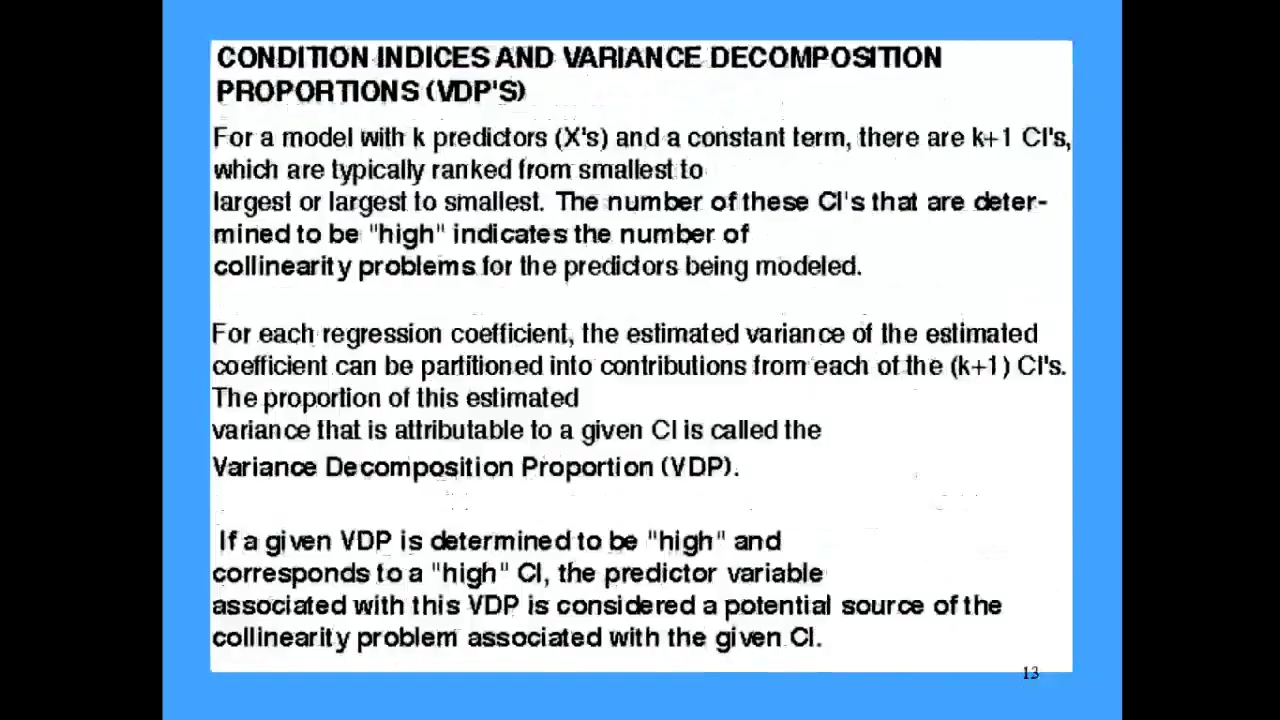 CONDITION INDICES AND VARIANCE DECOMPOSITION
PROPORTIONS (VDP'S)
For a model with k predictors (X's) and a constant term, there are k+1 CI's,
which are typically ranked from smallest to
largest or largest to smallest. The number of these CI's that are deter-
mined to be "high" indicates the number of
collinearity problems for the predictors being modeled.
For each regression coefficient, the estimated variance of the estimated
coefficient can be partitioned into contributions from each of the (k+1) CI's.
The proportion of this estimated
variance that is attributable to a given CI is called the
Variance Decomposition Proportion (VDP).
If a given VDP is determined to be "high" and
corresponds to a "high" CI, the predictor variable
associated with this VDP is considered a potential source of the
collinearity problem associated with the given CI.
13